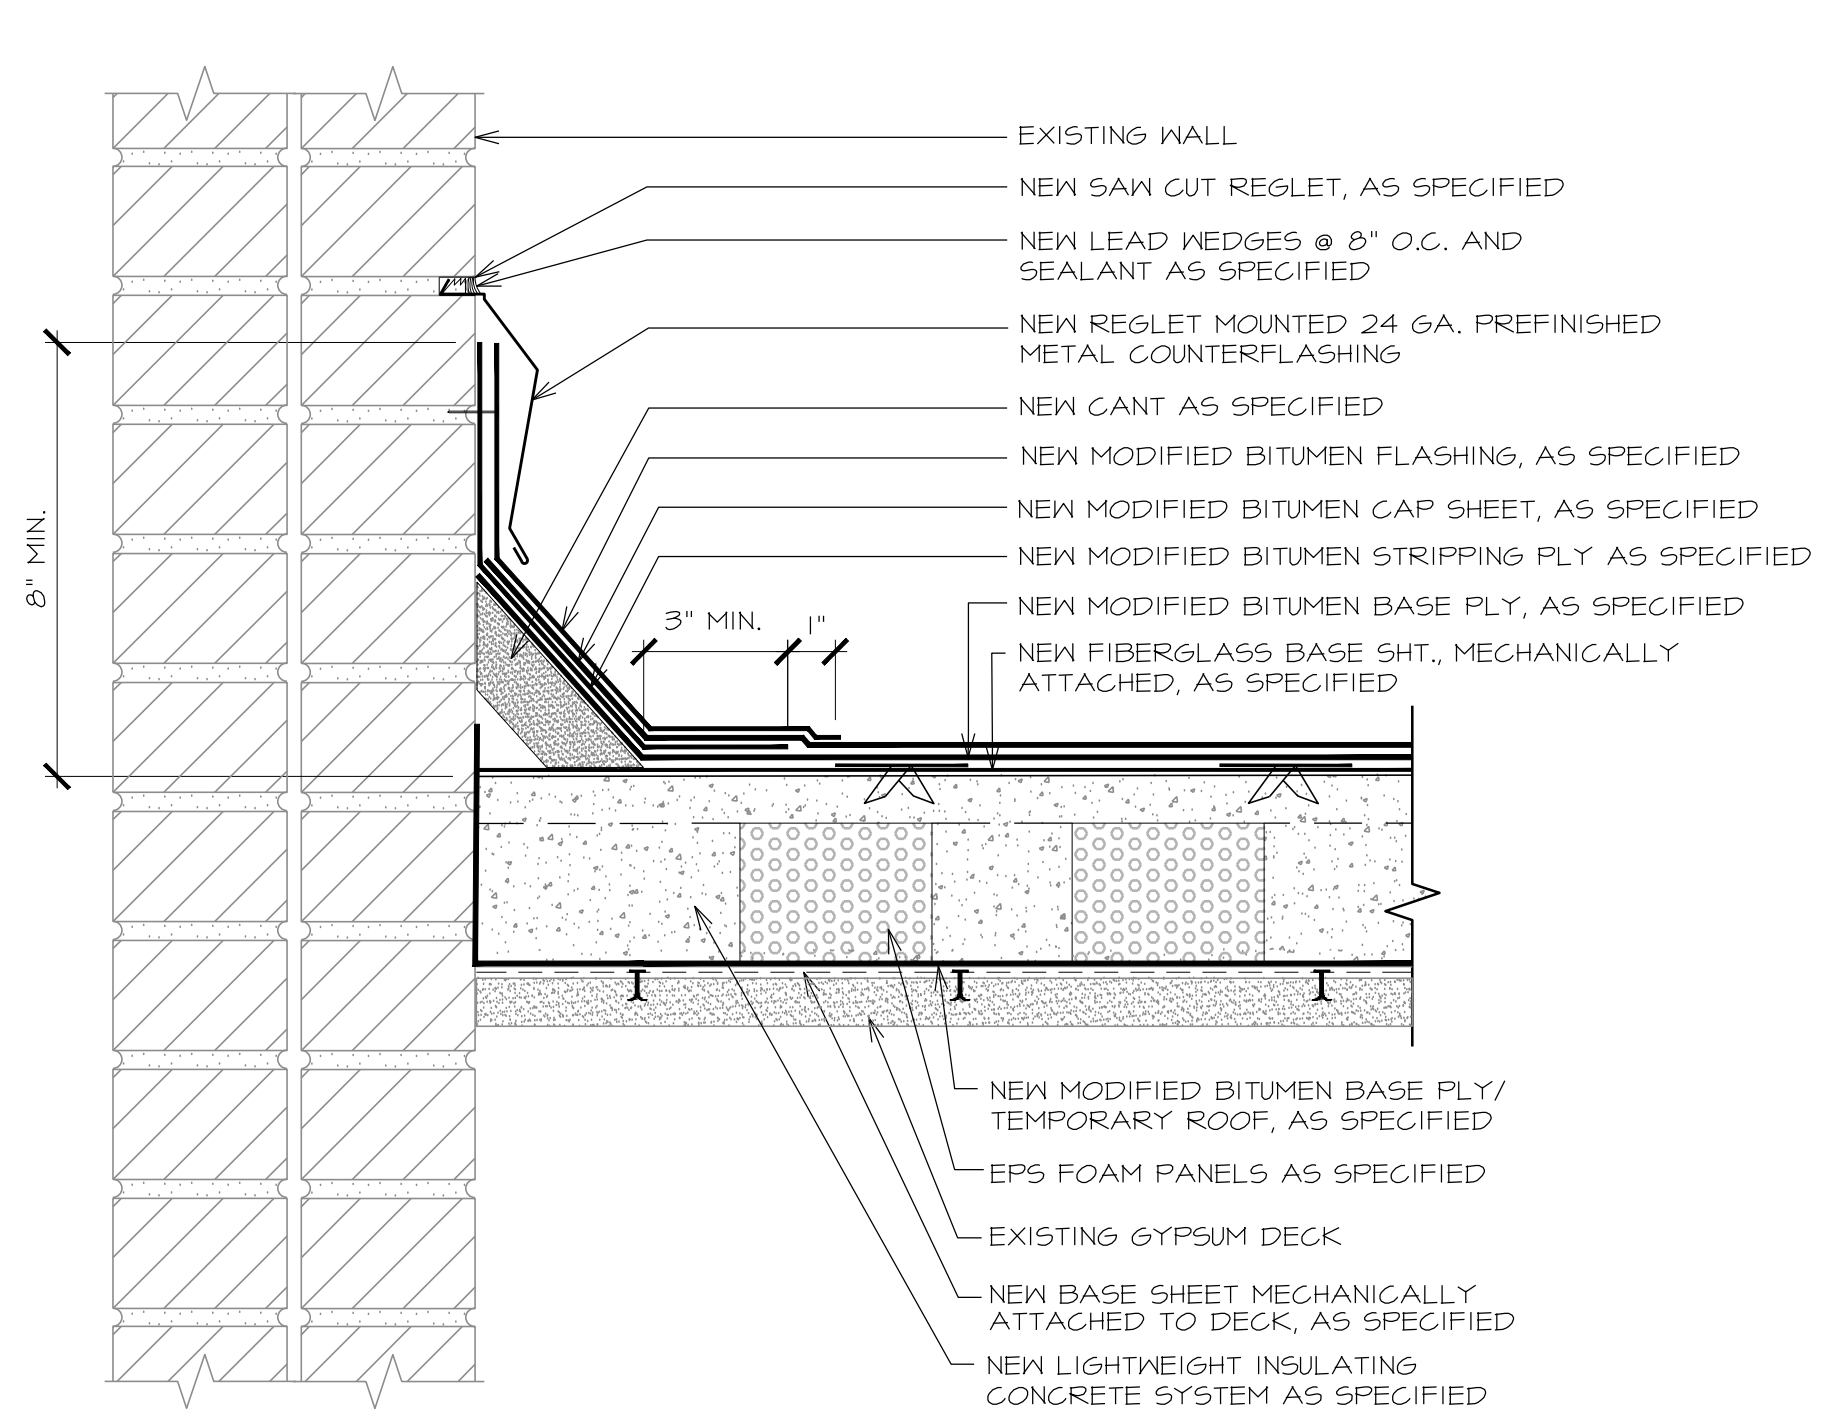 EXISTING WALL
NEW SAW CUT REGLET, AS SPECIFIED
NEW LEAD WEDGES @ 8" O.C. AND
SEALANT AS SPECIFIED
NEW REGLET MOUNTED 24 GA. PREFINISHED
METAL COUNTERFLASHING
NEW CANT AS SPECIFIED
NEW MODIFIED BITUMEN FLASHING, AS SPECIFIED
NEW MODIFIED BITUMEN CAP SHEET, AS SPECIFIED
NEW MODIFIED BITUMEN STRIPPING PLY AS SPECIFIED
NEW MODIFIED BITUMEN BASE PLY, AS SPECIFIED
NEW FIBERGLASS BASE SHT., MECHANICALLY
ATTACHED, AS SPECIFIED
8" MIN.
3" MIN.
1"
NEW MODIFIED BITUMEN BASE PLY/
TEMPORARY ROOF, AS SPECIFIED
EPS FOAM PANELS AS SPECIFIED
EXISTING GYPSUM DECK
NEW BASE SHEET MECHANICALLY
ATTACHED TO DECK, AS SPECIFIED
NEW LIGHTWEIGHT INSULATING
CONCRETE SYSTEM AS SPECIFIED